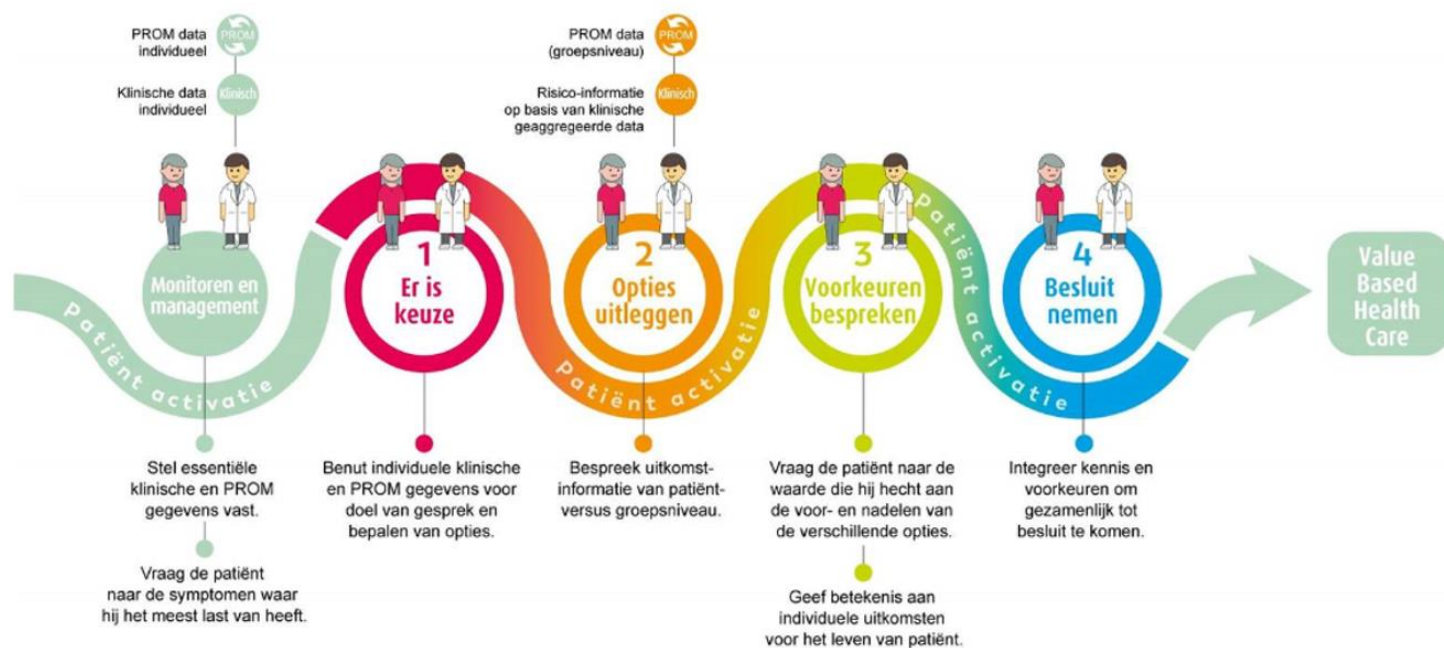 PROM data
individueel
PROM
Klinische data
individueel
Klinisch
PROM data
(groepsniveau)
PROM
Risico-informatie
op basis van klinische
geaggregeerde data
Klinisch
Patiënt activatie
Monitoren en
management
1
Er is
keuze
Patiënt activatie
2
Opties
uitleggen
3
Voorkeuren
bespreken
Patiënt activatie
4
Besluit
nemen
Value
Based
Health
Care
Stel essentiële
klinische en PROM
gegevens vast.
Vraag de patiënt
naar de symptomen waar
hij het meest last van heeft.
Benut individuele klinische
en PROM gegevens voor
doel van gesprek en
bepalen van opties.
Bespreek uitkomst-
informatie van patiënt-
versus groepsniveau.
Vraag de patiënt naar de
waarde die hij hecht aan
de voor- en nadelen van
de verschillende opties.
Geef betekenis aan
individuele uitkomsten
voor het leven van patiënt.
Integreer kennis en
voorkeuren om
gezamenlijk tot
besluit te komen.